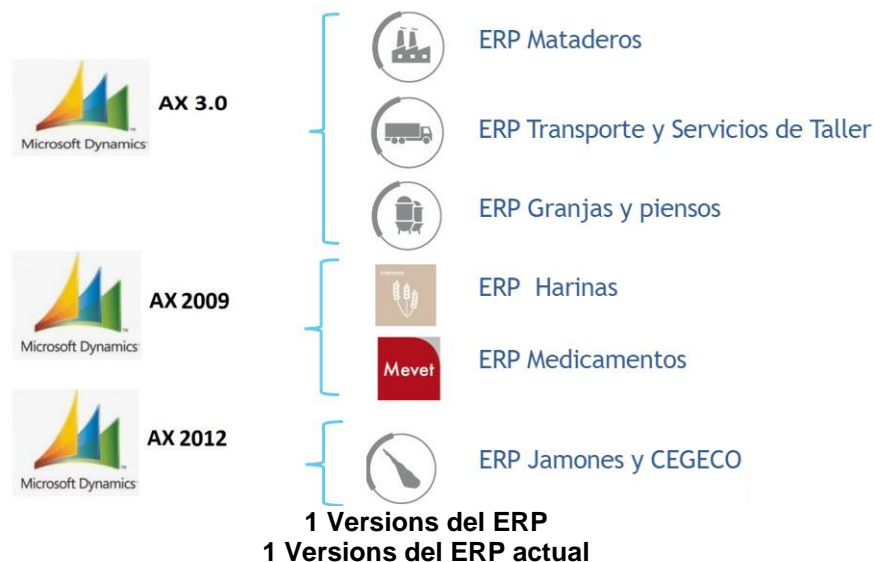 ERP Mataderos
AX 3.0
Microsoft Dynamics
ERP Transporte y Servicios de Taller
ERP Granjas y piensos
AX 2009
Microsoft Dynamics
Harinas
ERP Harinas
Mevet
ERP Medicamentos
AX 2012
Microsoft Dynamics
ERP Jamones y CEGECO
1 Versions del ERP
1 Versions del ERP actual